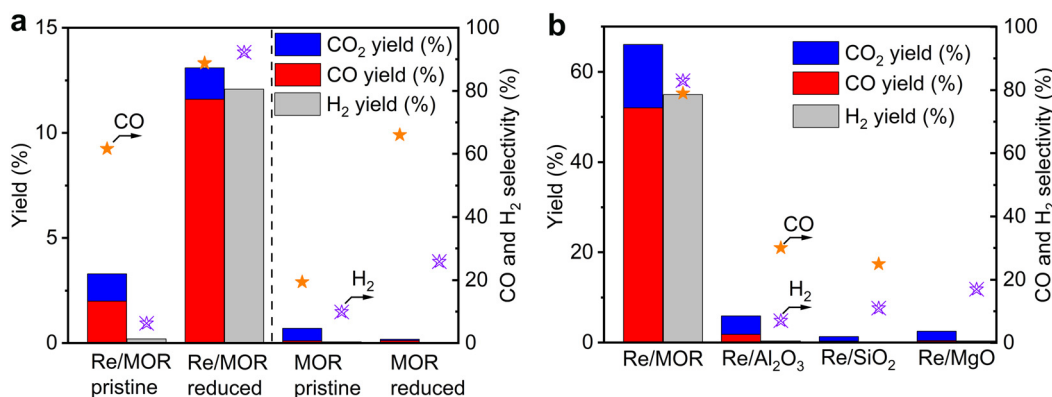 a
15
10
5
0
Yield (%)
CO₂ yield (%)
CO yield (%)
H₂ yield (%)
CO
H₂
100
80
60
40
20
0
CO and H₂ selectivity (%)
Re/MOR pristine
Re/MOR reduced
MOR pristine
MOR reduced
b
60
40
20
0
Yield (%)
CO₂ yield (%)
CO yield (%)
H₂ yield (%)
CO
H₂
100
80
60
40
20
0
CO and H₂ selectivity (%)
Re/MOR
Re/Al₂O₃
Re/SiO₂
Re/MgO